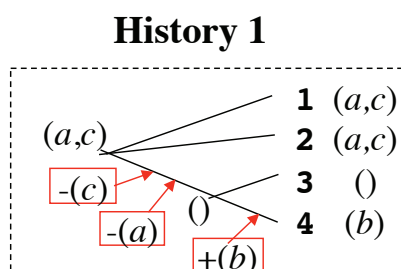 History 1
1 (a,c)
(a,c)
2 (a,c)
-(c)
3 ()
-(a)
()
4 (b)
+(b)